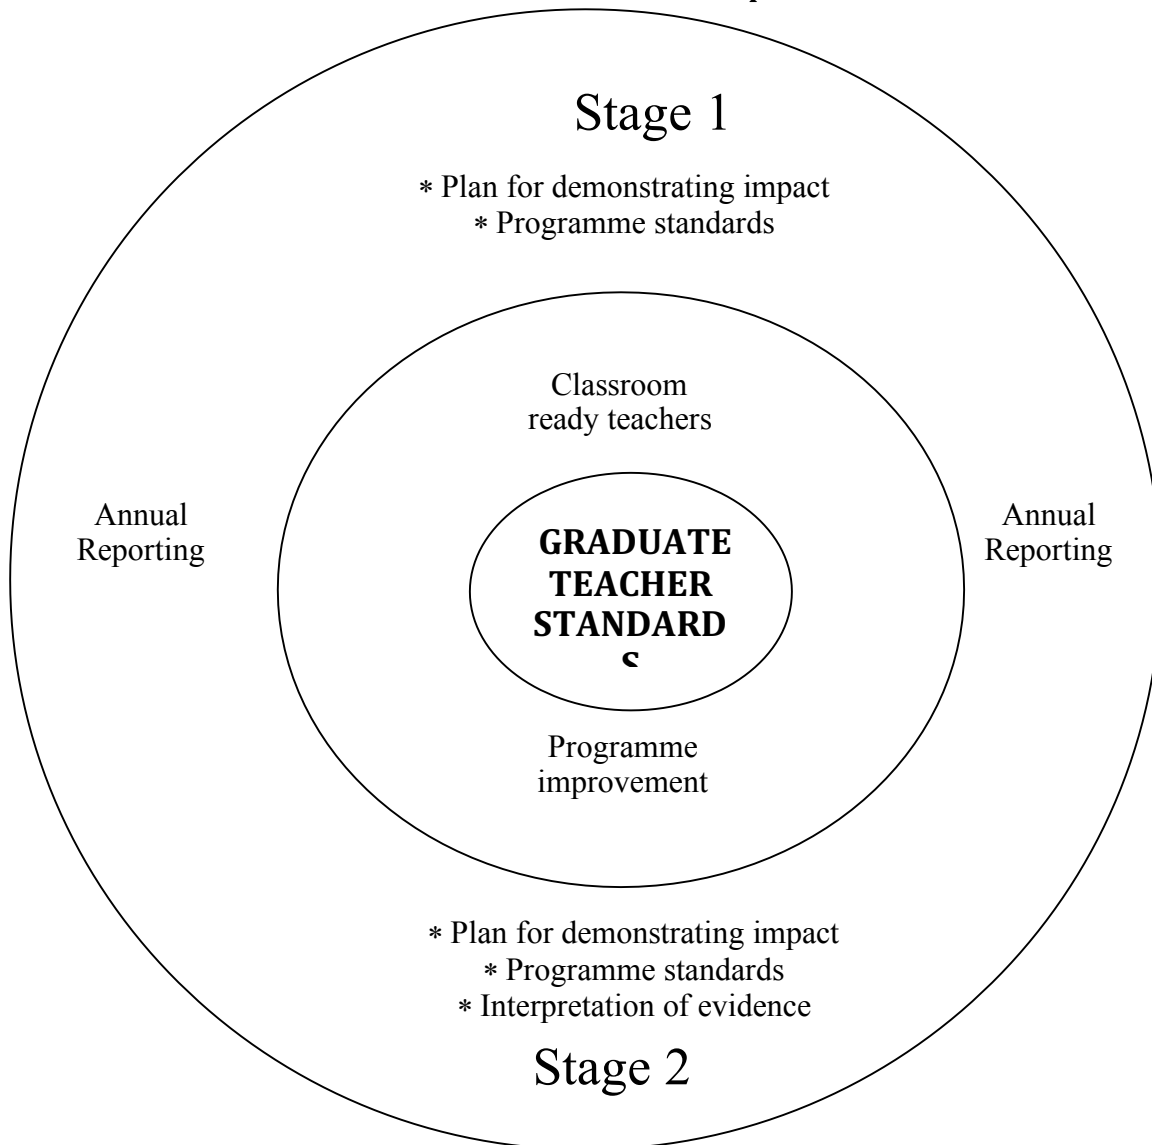 Stage 1
* Plan for demonstrating impact
* Programme standards
Classroom
ready teachers
Annual
Reporting
GRADUATE
TEACHER
STANDARD
S
Annual
Reporting
Programme
improvement
* Plan for demonstrating impact
* Programme standards
* Interpretation of evidence
Stage 2